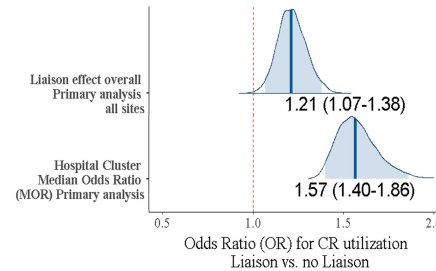 Liaison effect overall
Primary analysis
all sites
1.21 (1.07-1.38)
Hospital Cluster
Median Odds Ratio
(MOR) Primary analysis
1.57 (1.40-1.86)
0.5 1.0 1.5 2.
Odds Ratio (OR) for CR utilization
Liaison vs. no Liaison